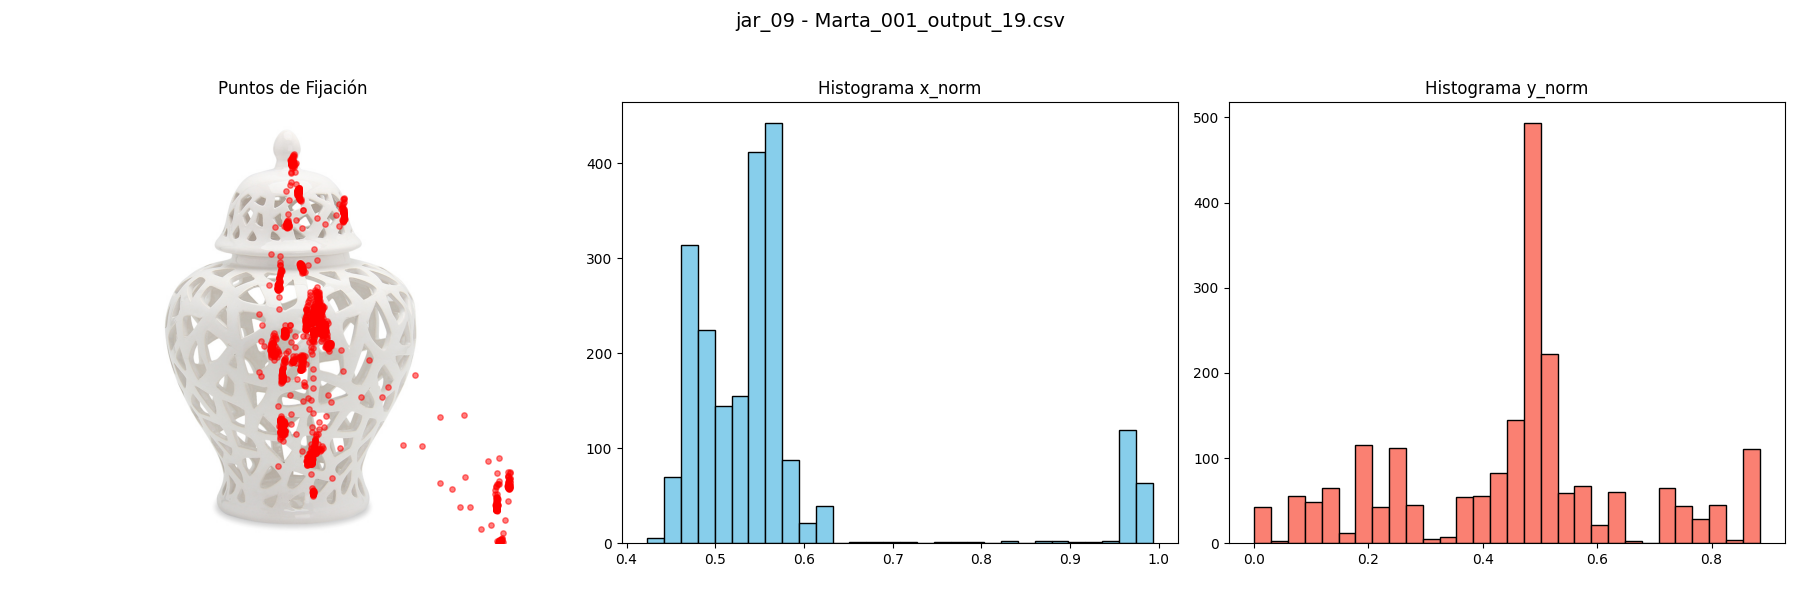 jar_09 - Marta_001_output_19.csv
Puntos de Fijación
Histograma x_norm
Histograma y_norm
400
300
200
100
0
0.4 0.5 0.6 0.7 0.8 0.9 1.0
500
400
300
200
100
0
0.0 0.2 0.4 0.6 0.8